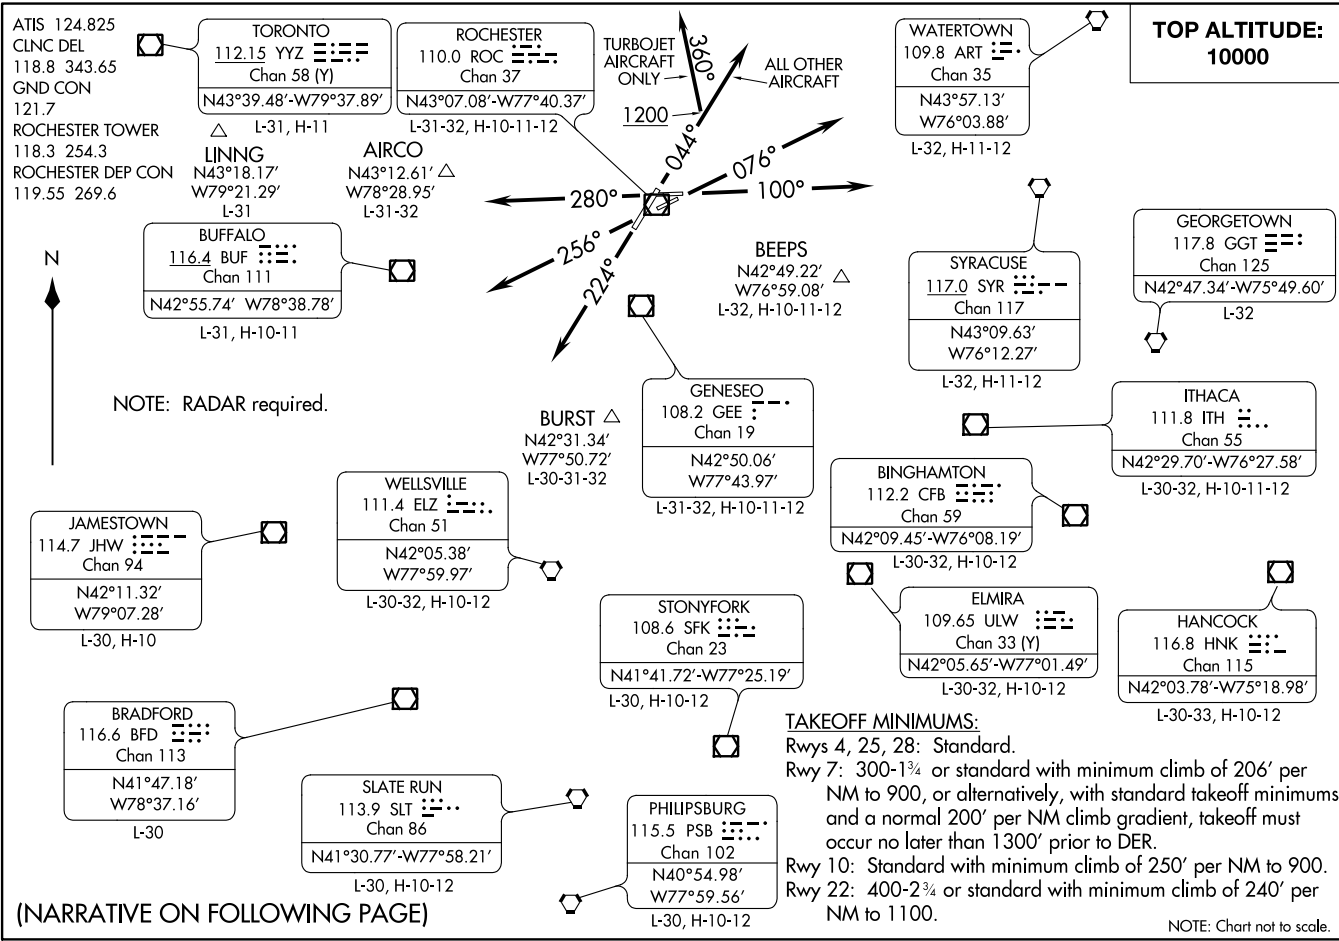 ATIS 124.825
CLNC DEL
118.8 343.65
GND CON
121.7
ROCHESTER TOWER
118.3 254.3
ROCHESTER DEP CON
119.55 269.6
TORONTO
112.15 YYZ
Chan 58 (Y)
N43°39.48′-W79°37.89′
L-31, H-11
ROCHESTER
110.0 ROC
Chan 37
N43°07.08′-W77°40.37′
L-31-32, H-10-11-12
TURBOJET
AIRCRAFT
ONLY
360°
ALL OTHER
AIRCRAFT
1200
044°
076°
100°
280°
256°
224°
WATERTOWN
109.8 ART
Chan 35
N43°57.13′
W76°03.88′
L-32, H-11-12
TOP ALTITUDE:
10000
LINNG
N43°18.17′
W79°21.29′
L-31
AIRCO
N43°12.61′
W78°28.95′
L-31-32
BUFFALO
116.4 BUF
Chan 111
N42°55.74′ W78°38.78′
L-31, H-10-11
N
BEEPS
N42°49.22′
W76°59.08′
L-32, H-10-11-12
SYRACUSE
117.0 SYR
Chan 117
N43°09.63′
W76°12.27′
L-32, H-11-12
GEORGETOWN
117.8 GGT
Chan 125
N42°47.34′-W75°49.60′
L-32
NOTE: RADAR required.
BURST
N42°31.34′
W77°50.72′
L-30-31-32
GENESEO
108.2 GEE
Chan 19
N42°50.06′
W77°43.97′
L-31-32, H-10-11-12
ITHACA
111.8 ITH
Chan 55
N42°29.70′-W76°27.58′
L-30-32, H-10-11-12
BINGHAMTON
112.2 CFB
Chan 59
N42°09.45′-W76°08.19′
L-30-32, H-10-12
WELLSVILLE
111.4 ELZ
Chan 51
N42°05.38′
W77°59.97′
L-30-32, H-10-12
JAMESTOWN
114.7 JHW
Chan 94
N42°11.32′
W79°07.28′
L-30, H-10
STONYFORK
108.6 SFK
Chan 23
N41°41.72′-W77°25.19′
L-30, H-10-12
ELMIRA
109.65 ULW
Chan 33 (Y)
N42°05.65′-W77°01.49′
L-30-32, H-10-12
HANCOCK
116.8 HNK
Chan 115
N42°03.78′-W75°18.98′
L-30-33, H-10-12
BRADFORD
116.6 BFD
Chan 113
N41°47.18′
W78°37.16′
L-30
SLATE RUN
113.9 SLT
Chan 86
N41°30.77′-W77°58.21′
L-30, H-10-12
PHILIPSBURG
115.5 PSB
Chan 102
N40°54.98′
W77°59.56′
L-30, H-10-12
TAKEOFF MINIMUMS:
Rwys 4, 25, 28: Standard.
Rwy 7: 300-1¾ or standard with minimum climb of 206′ per
NM to 900, or alternatively, with standard takeoff minimums
and a normal 200′ per NM climb gradient, takeoff must
occur no later than 1300′ prior to DER.
Rwy 10: Standard with minimum climb of 250′ per NM to 900.
Rwy 22: 400-2¾ or standard with minimum climb of 240′ per
NM to 1100.
(NARRATIVE ON FOLLOWING PAGE)
NOTE: Chart not to scale.